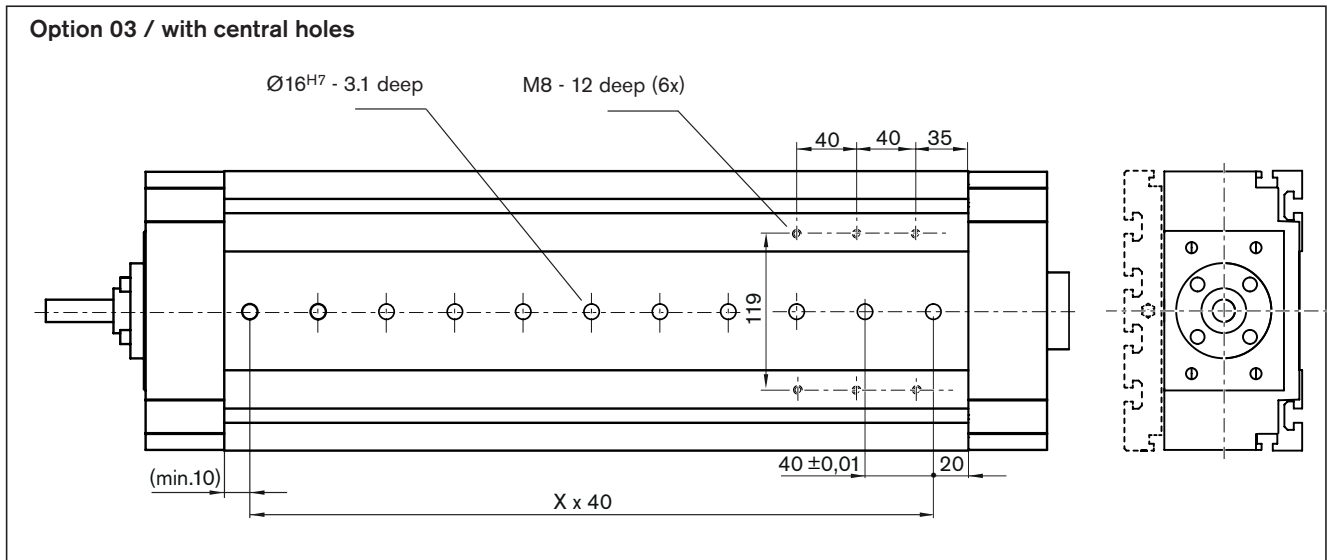 Option 03 / with central holes
Ø16H7 - 3.1 deep
M8 - 12 deep (6x)
40
40
35
119
(min.10)
40 ±0,01
20
X x 40